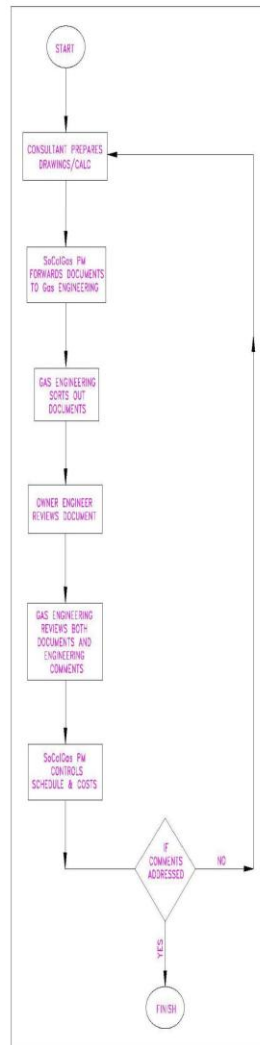 START
CONSULTANT PREPARES
DRAWINGS/CALC
SoCalGas PM
FORWARDS DOCUMENTS
TO Gas ENGINEERING
GAS ENGINEERING
SORTS OUT
DOCUMENTS
OWNER ENGINEER
REVIEWS DOCUMENT
GAS ENGINEERING
REVIEWS BOTH
DOCUMENTS AND
ENGINEERING
COMMENTS
SoCalGas PM
CONTROLS
SCHEDULE & COSTS
IF
COMMENTS
ADDRESSED
NO
YES
FINISH